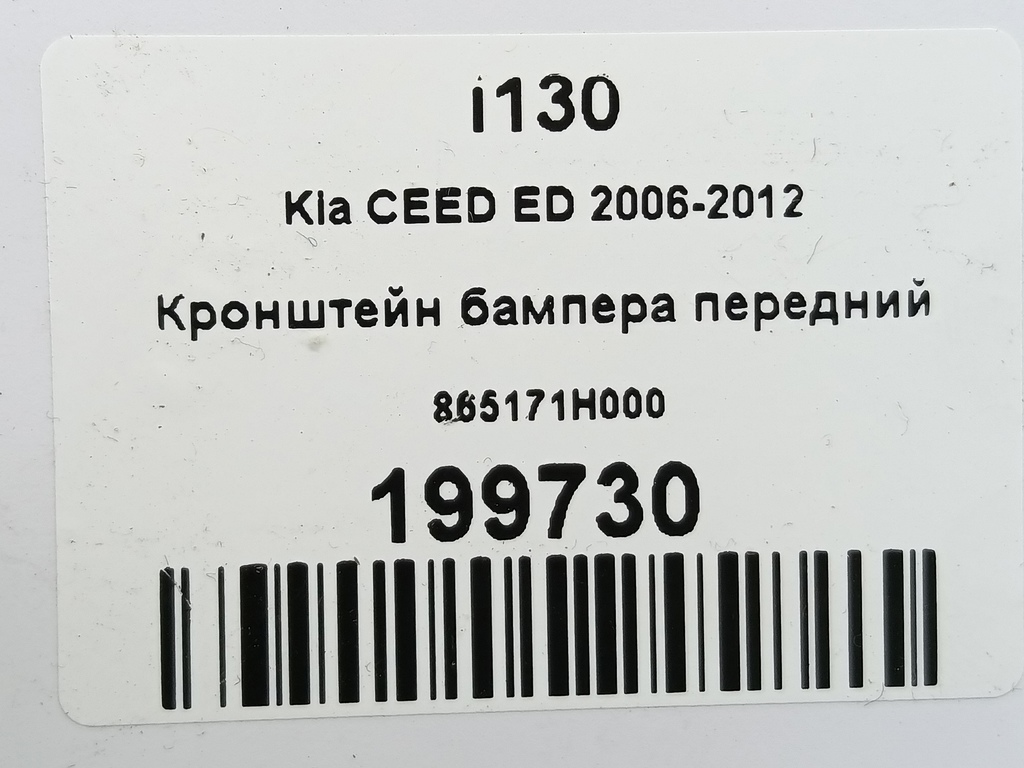 i130
Kia CEED ED 2006-2012
Кронштейн бампера передний
865171H000
199730